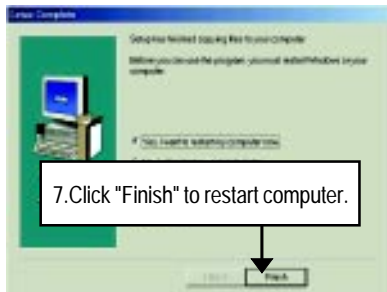 Setup Complete
Setup has finished copying files to your computer.
Before you can use the program, you must restart Windows or your
computer.
Yes, I want to restart my computer now.
7.Click "Finish" to restart computer.
Finish